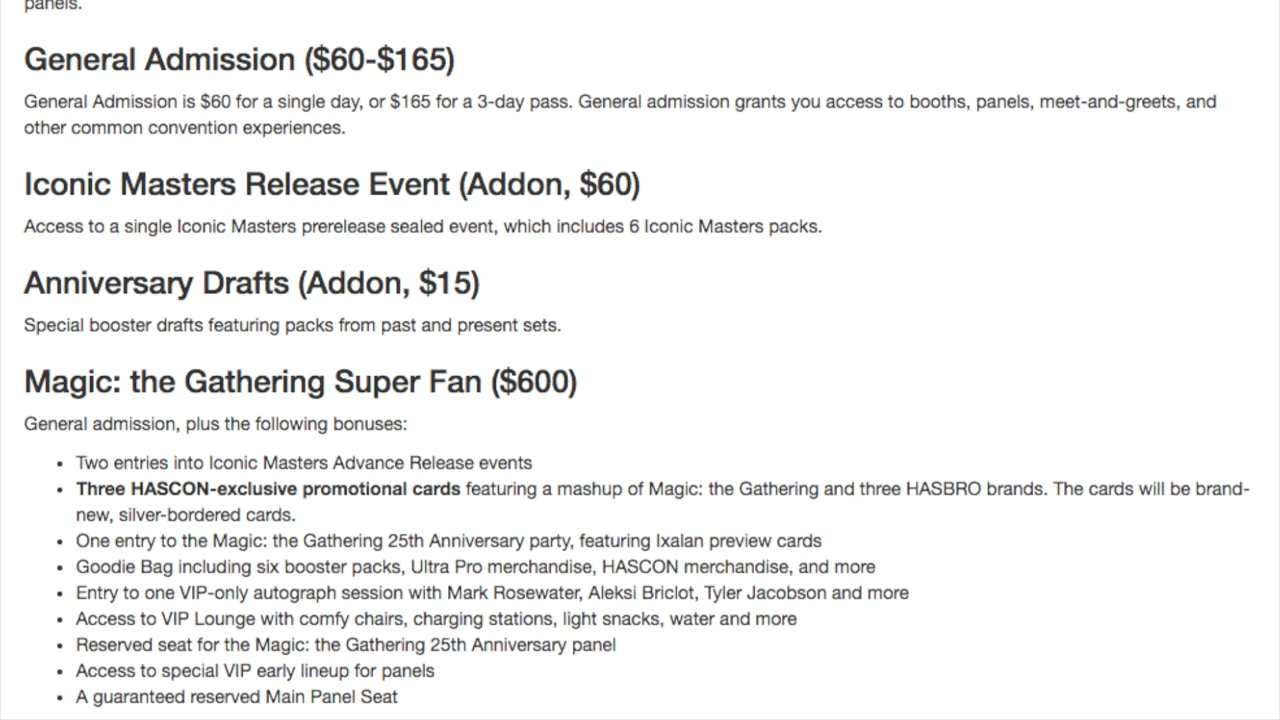 panels.
General Admission ($60-$165)
General Admission is $60 for a single day, or $165 for a 3-day pass. General admission grants you access to booths, panels, meet-and-greets, and
other common convention experiences.
Iconic Masters Release Event (Addon, $60)
Access to a single Iconic Masters prerelease sealed event, which includes 6 Iconic Masters packs.
Anniversary Drafts (Addon, $15)
Special booster drafts featuring packs from past and present sets.
Magic: the Gathering Super Fan ($600)
General admission, plus the following bonuses:
• Two entries into Iconic Masters Advance Release events
• Three HASCON-exclusive promotional cards featuring a mashup of Magic: the Gathering and three HASBRO brands. The cards will be brand-
new, silver-bordered cards.
• One entry to the Magic: the Gathering 25th Anniversary party, featuring Ixalan preview cards
• Goodie Bag including six booster packs, Ultra Pro merchandise, HASCON merchandise, and more
• Entry to one VIP-only autograph session with Mark Rosewater, Aleksi Briclot, Tyler Jacobson and more
• Access to VIP Lounge with comfy chairs, charging stations, light snacks, water and more
• Reserved seat for the Magic: the Gathering 25th Anniversary panel
• Access to special VIP early lineup for panels
• A guaranteed reserved Main Panel Seat